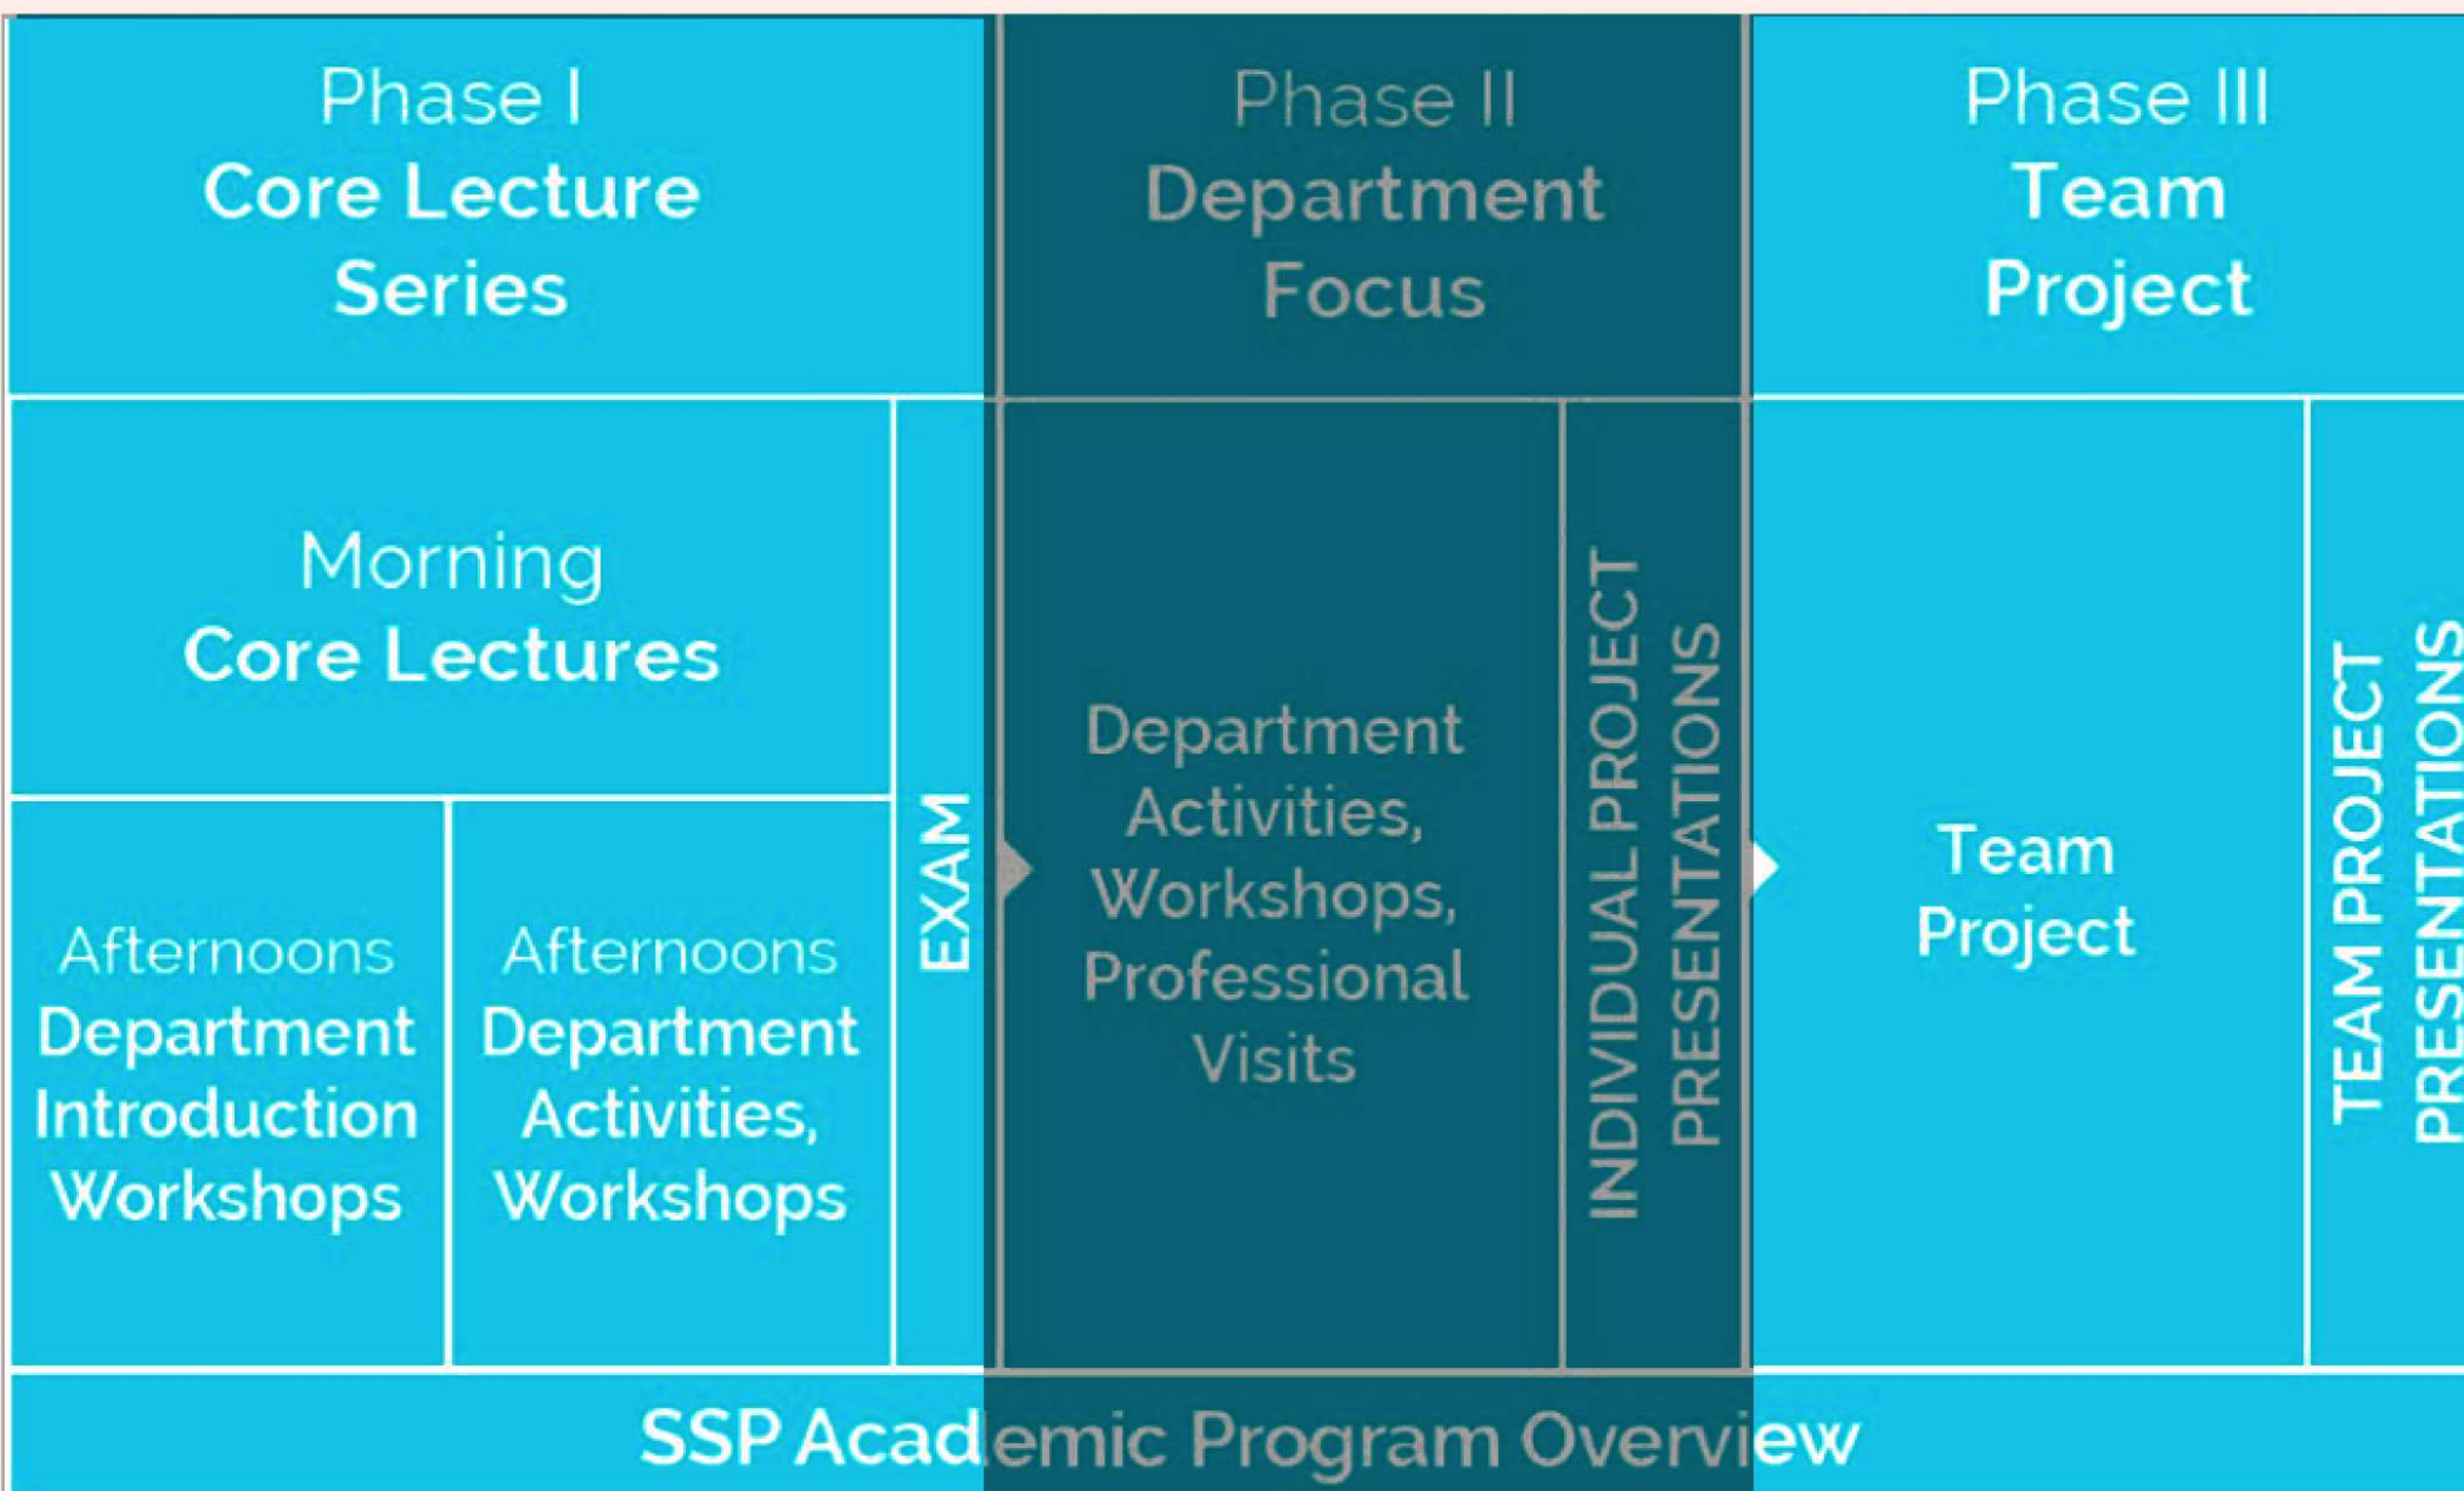 Phase I
Core Lecture
Series
Phase II
Department
Focus
Phase III
Team
Project
Morning
Core Lectures
Afternoons
Department
Introduction
Workshops
Afternoons
Department
Activities,
Workshops
EXAM
Department
Activities,
Workshops,
Professional
Visits
INDIVIDUAL PROJECT
PRESENTATIONS
Team
Project
TEAM PROJECT
PRESENTATIONS
SSP Academic Program Overview